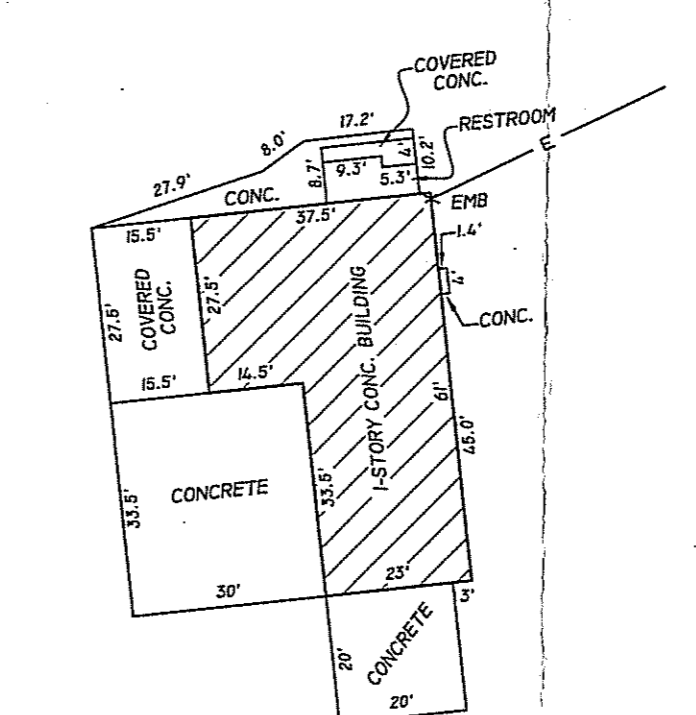 COVERED
CONC.
17.2'
RESTROOM
8.0'
4'
10.2'
E
27.9'
8.7'
9.3'
5.3'
CONC.
EMB
37.5'
15.5'
1.4'
4'
CONC.
27.5'
COVERED
CONC.
27.5'
1-STORY CONC. BUILDING
15.5'
14.5'
61'
45.0'
CONCRETE
33.5'
33.5'
30'
23'
3'
20'
CONCRETE
20'